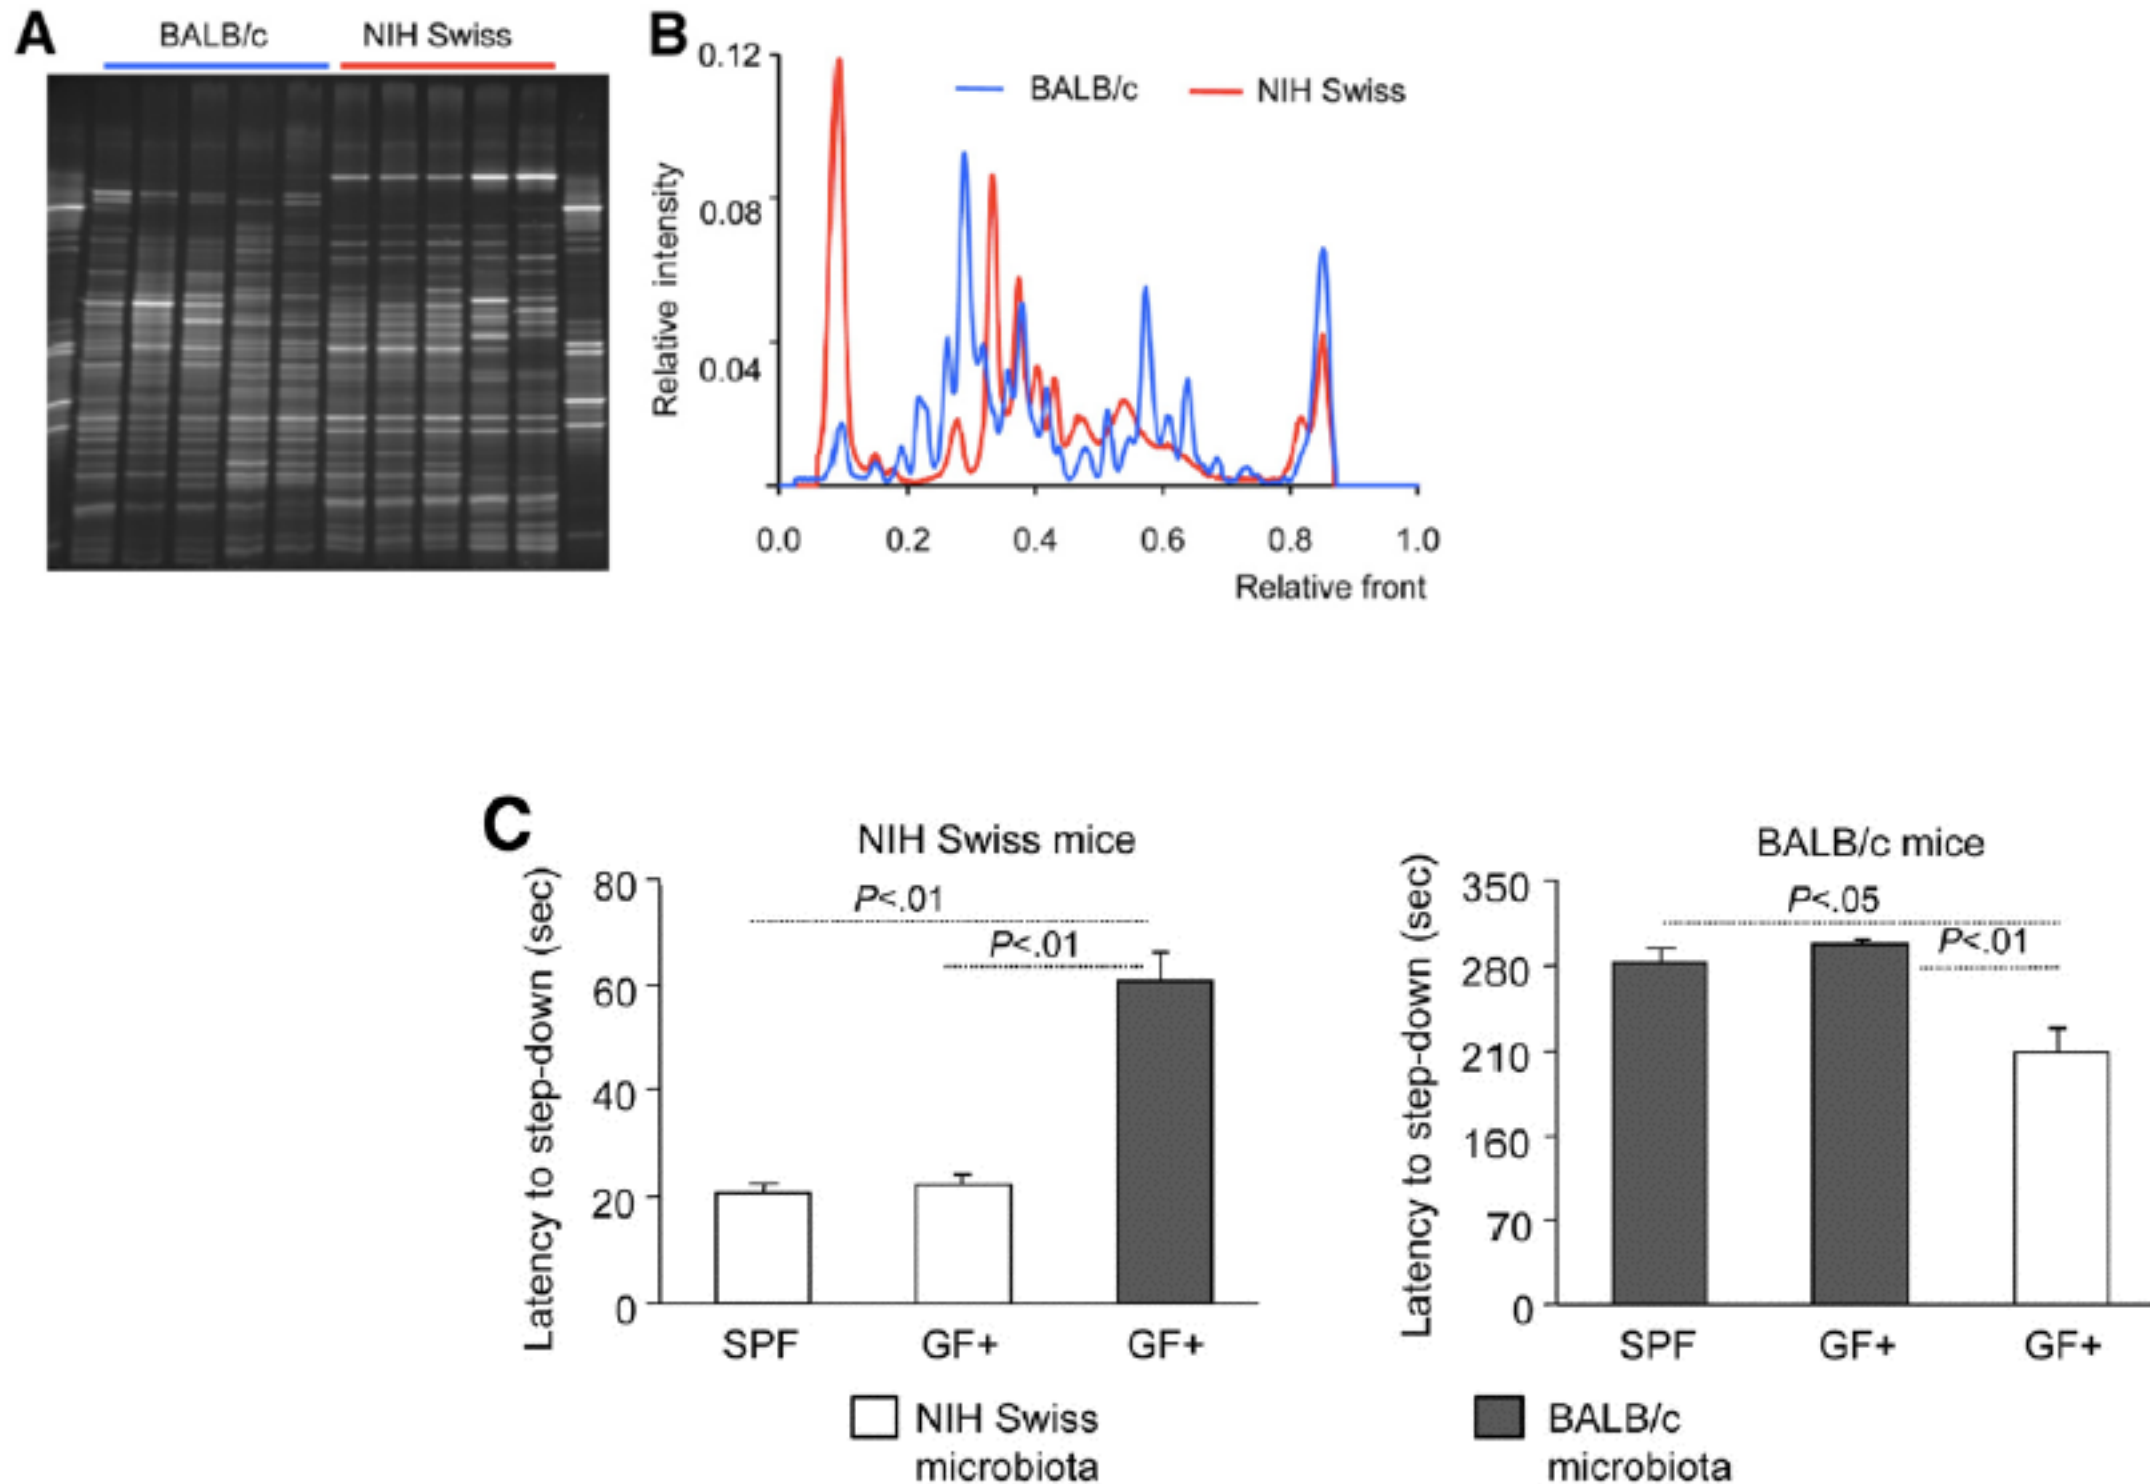 A
BALB/c
NIH Swiss
B
0.12
0.08
0.04
Relative intensity
BALB/c
NIH Swiss
0.0
0.2
0.4
0.6
0.8
1.0
Relative front
C
NIH Swiss mice
Latency to step-down (sec)
80
60
40
20
0
P<.01
P<.01
SPF
GF+
GF+
BALB/c mice
Latency to step-down (sec)
350
280
210
160
70
0
P<.05
P<.01
SPF
GF+
GF+
NIH Swiss
microbiota
BALB/c
microbiota